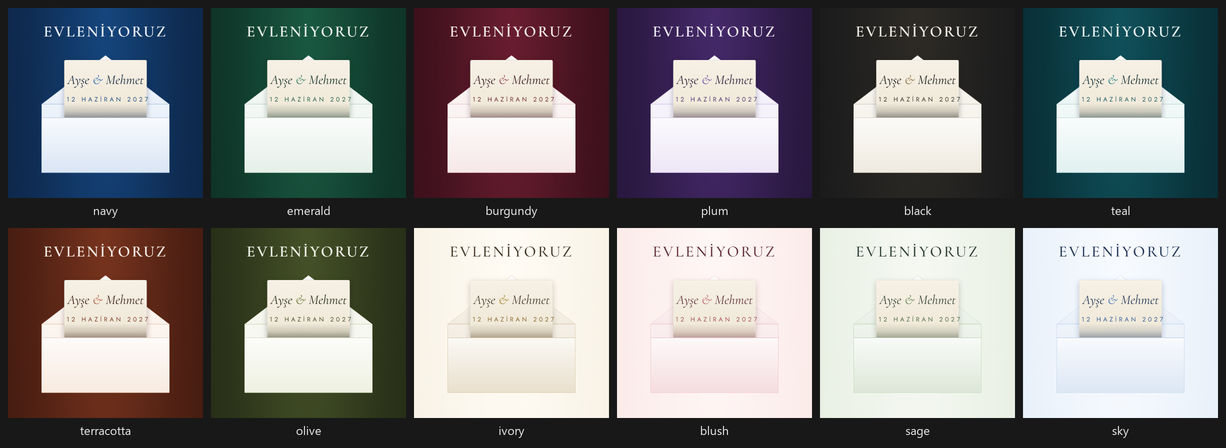 EVLENİYORUZ
Ayşe & Mehmet
12 HAZİRAN 2027
navy
EVLENİYORUZ
Ayşe & Mehmet
12 HAZİRAN 2027
emerald
EVLENİYORUZ
Ayşe & Mehmet
12 HAZİRAN 2027
burgundy
EVLENİYORUZ
Ayşe & Mehmet
12 HAZİRAN 2027
plum
EVLENİYORUZ
Ayşe & Mehmet
12 HAZİRAN 2027
black
EVLENİYORUZ
Ayşe & Mehmet
12 HAZİRAN 2027
teal
EVLENİYORUZ
Ayşe & Mehmet
12 HAZİRAN 2027
terracotta
EVLENİYORUZ
Ayşe & Mehmet
12 HAZİRAN 2027
olive
EVLENİYORUZ
Ayşe & Mehmet
12 HAZİRAN 2027
ivory
EVLENİYORUZ
Ayşe & Mehmet
12 HAZİRAN 2027
blush
EVLENİYORUZ
Ayşe & Mehmet
12 HAZİRAN 2027
sage
EVLENİYORUZ
Ayşe & Mehmet
12 HAZİRAN 2027
sky